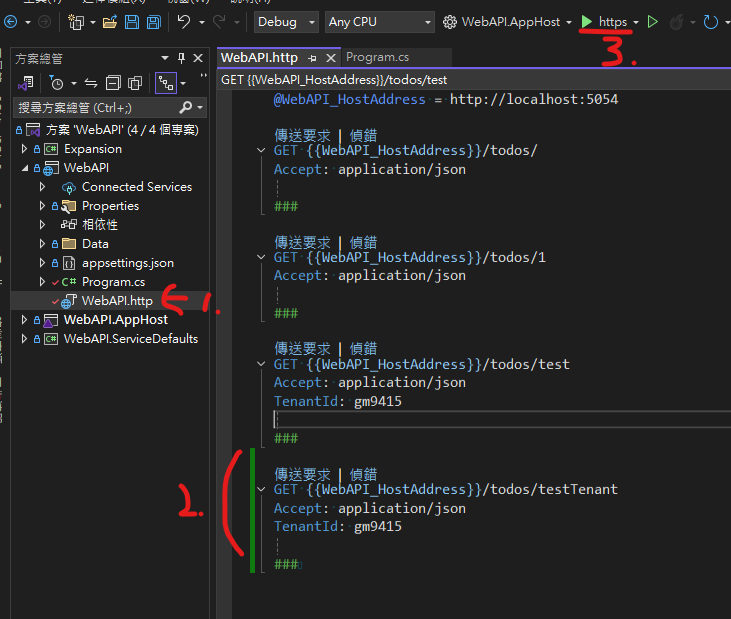 Debug
Any CPU
WebAPI.AppHost
https
3.
方案總管
WebAPI.http
Program.cs
GET {{WebAPI_HostAddress}}/todos/test
搜尋方案總管 (Ctrl+;)
方案 'WebAPI' (4 / 4 個專案)
Expansion
WebAPI
Connected Services
Properties
相依性
Data
appsettings.json
C# Program.cs
WebAPI.http
1.
WebAPI.AppHost
WebAPI.ServiceDefaults
@WebAPI_HostAddress = http://localhost:5054
傳送要求 | 偵錯
GET {{WebAPI_HostAddress}}/todos/
Accept: application/json
###
傳送要求 | 偵錯
GET {{WebAPI_HostAddress}}/todos/1
Accept: application/json
###
傳送要求 | 偵錯
GET {{WebAPI_HostAddress}}/todos/test
Accept: application/json
TenantId: gm9415
###
2.
傳送要求 | 偵錯
GET {{WebAPI_HostAddress}}/todos/testTenant
Accept: application/json
TenantId: gm9415
###